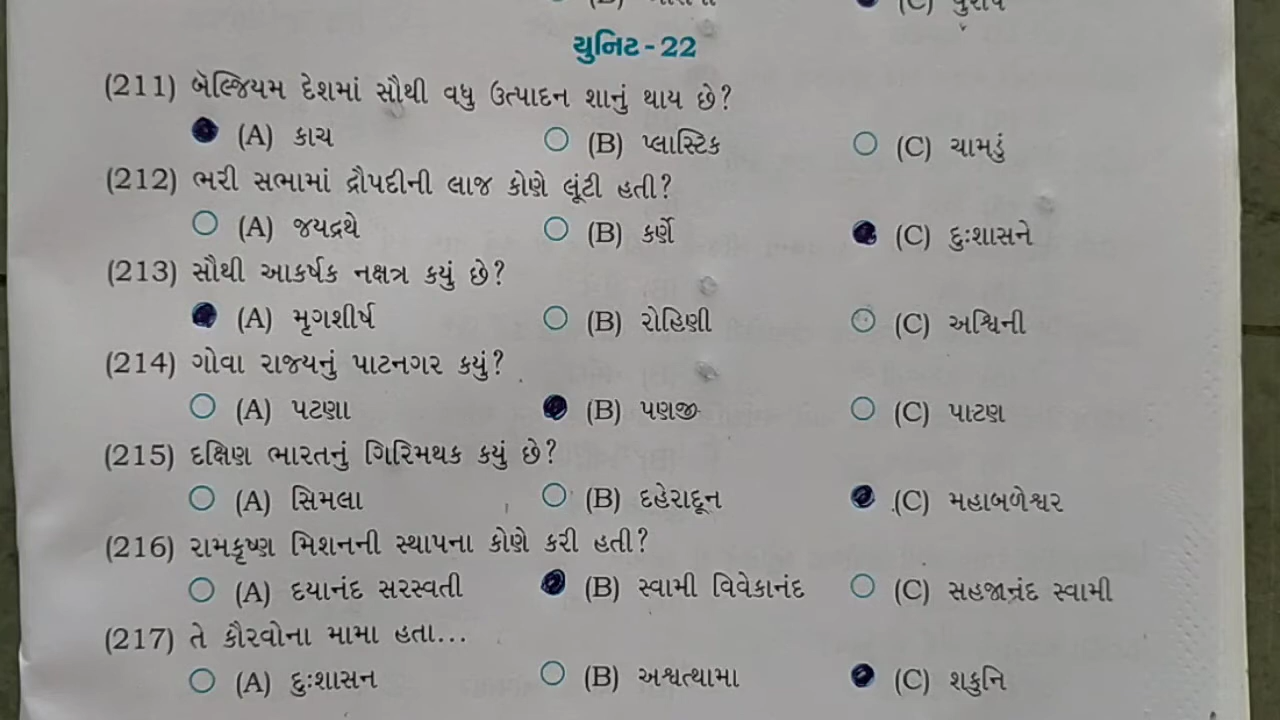 યુનિટ-22
(211) બેલ્જિયમ દેશમાં સૌથી વધુ ઉત્પાદન શાનું થાય છે?
(A) કાચ (B) પ્લાસ્ટિક (C) ચામડું
(212) ભરી સભામાં દ્રૌપદીની લાજ કોણે લૂંટી હતી?
(A) જયદ્રથે (B) કર્ણે (C) દુઃશાસને
(213) સૌથી આકર્ષક નક્ષત્ર કયું છે?
(A) મૃગશીર્ષ (B) રોહિણી (C) અશ્વિની
(214) ગોવા રાજ્યનું પાટનગર કયું?
(A) પટણા (B) પણજી (C) પાટણ
(215) દક્ષિણ ભારતનું ગિરિમથક કયું છે?
(A) સિમલા (B) દહેરાદૂન (C) મહાબળેશ્વર
(216) રામકૃષ્ણ મિશનની સ્થાપના કોણે કરી હતી?
(A) દયાનંદ સરસ્વતી (B) સ્વામી વિવેકાનંદ (C) સહજાનંદ સ્વામી
(217) તે કૌરવોના મામા હતા...
(A) દુઃશાસન (B) અશ્વત્થામા (C) શકુનિ